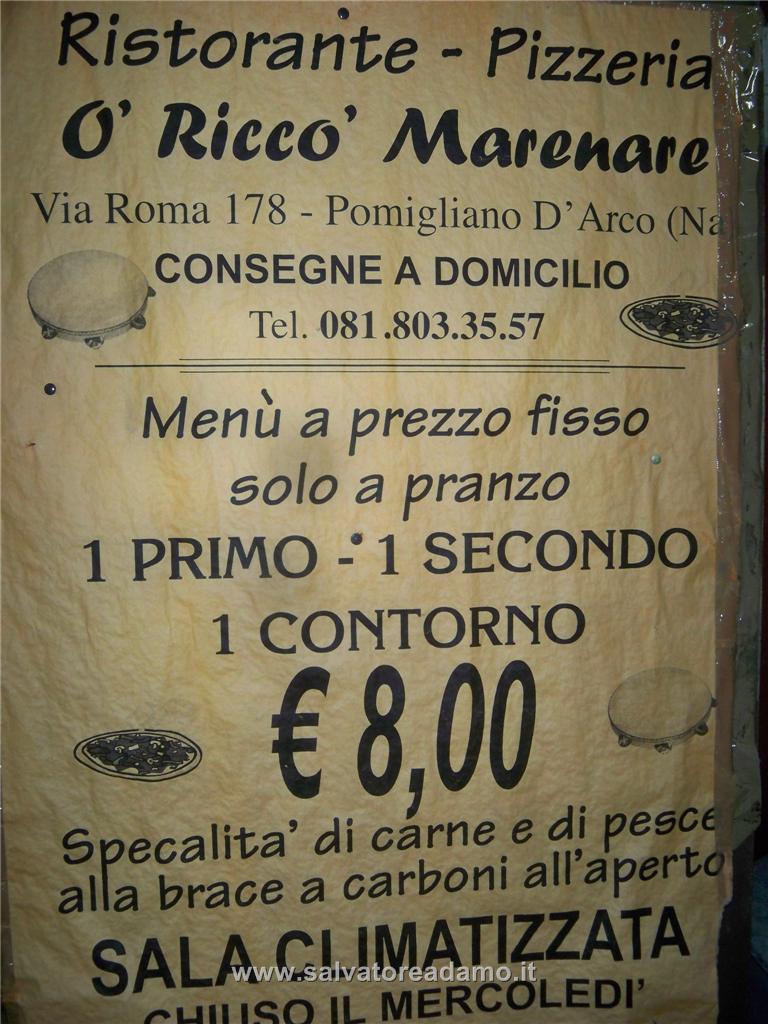 Ristorante - Pizzeria
O' Ricco' Marenare
Via Roma 178 - Pomigliano D'Arco (Na
CONSEGNE A DOMICILIO
Tel. 081.803.35.57
Menù a prezzo fisso
solo a pranzo
1 PRIMO - 1 SECONDO
1 CONTORNO
€ 8,00
Specalita' di carne e di pesce
alla brace a carboni all'aperto
SALA CLIMATIZZATA
www.salvatoreadamo.it
CHIUSO IL MERCOLEDI'